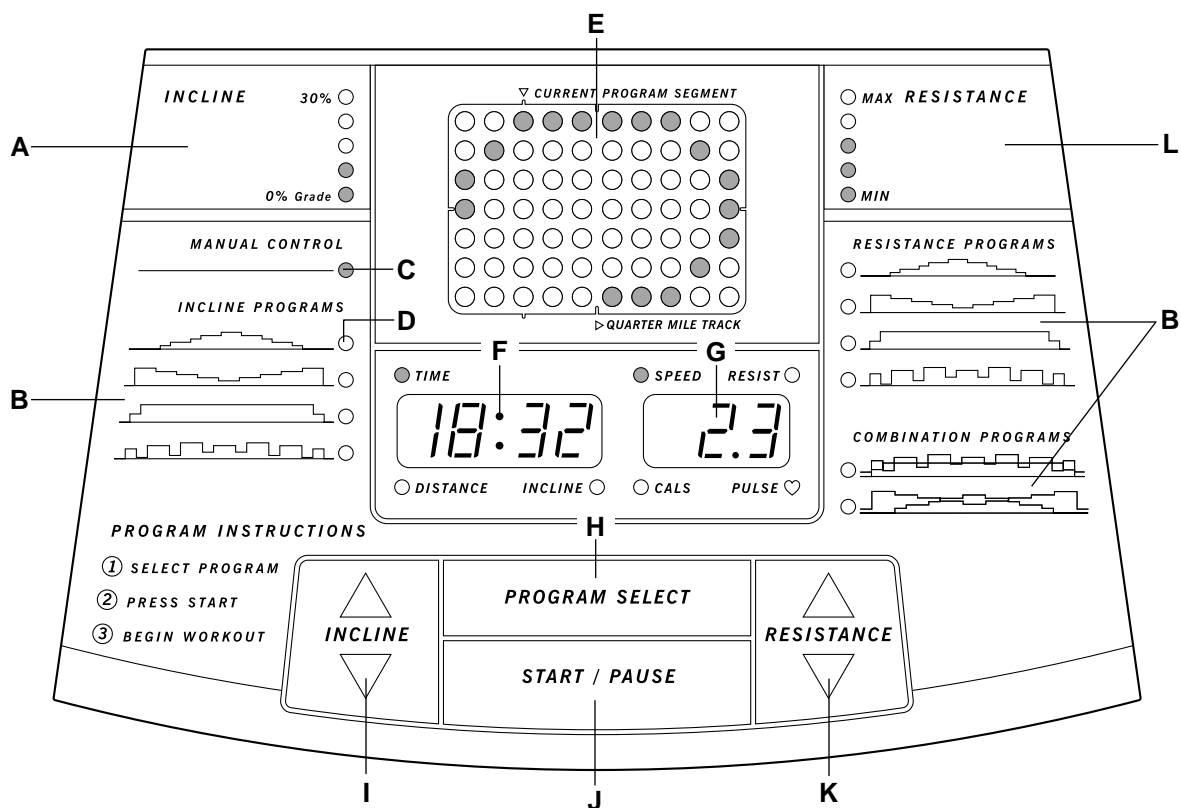 E
▽ CURRENT PROGRAM SEGMENT
INCLINE 30%
0% Grade
A
MAX RESISTANCE
MIN
L
MANUAL CONTROL
C
INCLINE PROGRAMS
D
B
▷ QUARTER MILE TRACK
RESISTANCE PROGRAMS
B
COMBINATION PROGRAMS
F
G
TIME
SPEED RESIST
18:32
2.3
DISTANCE INCLINE
CALS PULSE ♡
H
PROGRAM INSTRUCTIONS
① SELECT PROGRAM
② PRESS START
③ BEGIN WORKOUT
INCLINE
PROGRAM SELECT
START / PAUSE
RESISTANCE
I
J
K